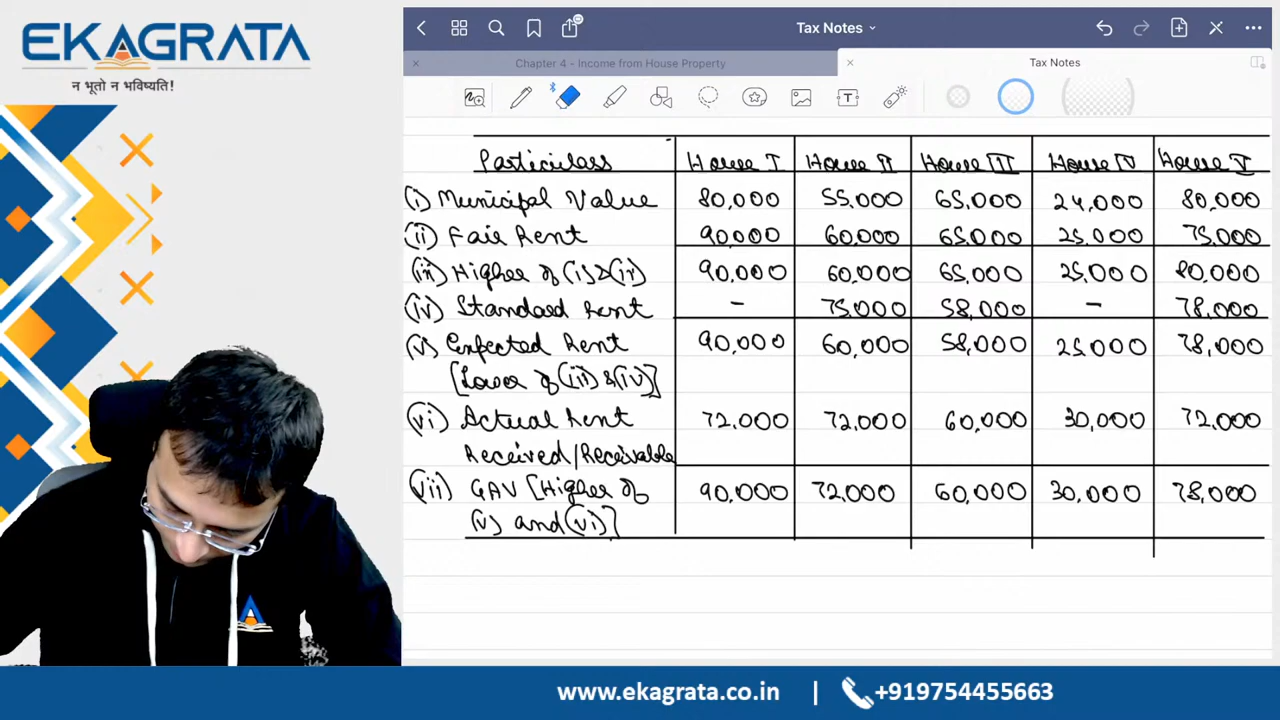 EKAGRATA
न भूतो न भविष्यति!
Tax Notes
Chapter 4 - Income from House Property
Tax Notes
Particulars House I House II House III House IV House V
(i) Municipal Value 80,000 55,000 65,000 24,000 80,000
(ii) Fair Rent 90,000 60,000 65,000 25,000 75,000
(iii) Higher of (i) & (ii) 90,000 60,000 65,000 25,000 80,000
(iv) Standard Rent - 75,000 58,000 - 78,000
(v) Expected Rent 90,000 60,000 58,000 25,000 78,000
[Lower of (iii) & (iv)]
(vi) Actual Rent 72,000 72,000 60,000 30,000 72,000
Received/Receivable
(vii) GAV [Higher of 90,000 72,000 60,000 30,000 78,000
(v) and (vi)]
www.ekagrata.co.in | +919754455663